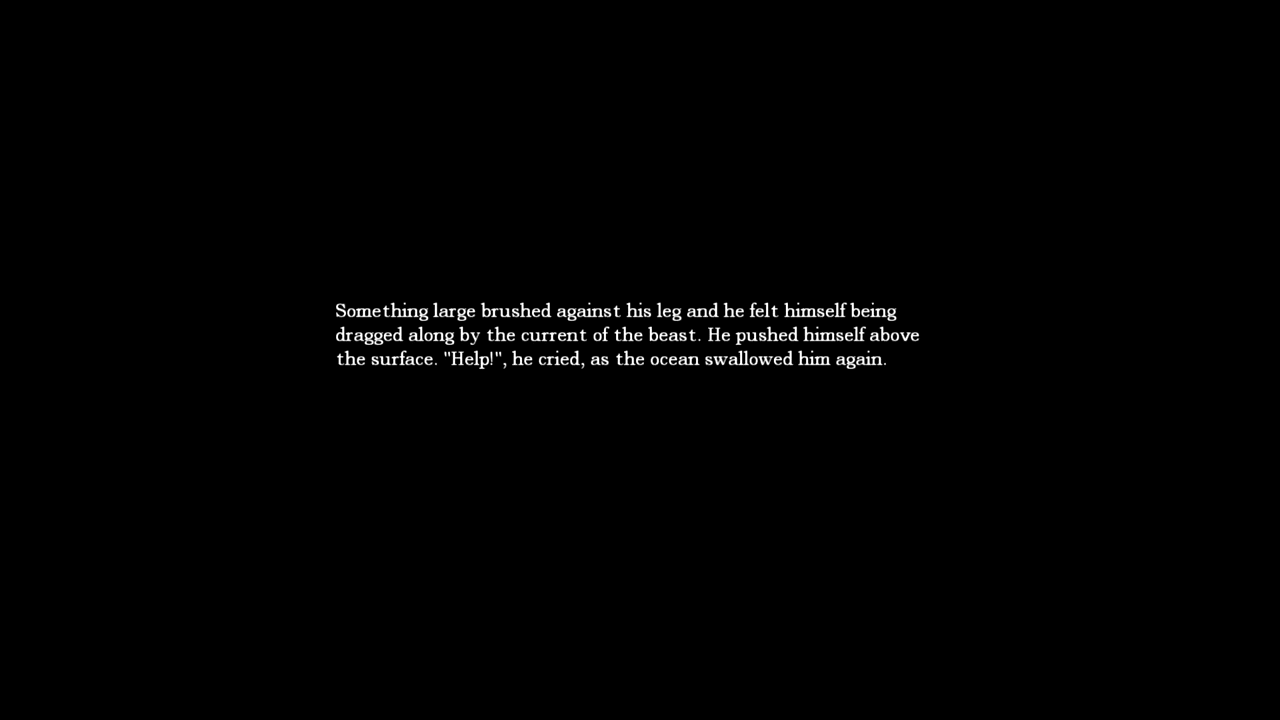 Something large brushed against his leg and he felt himself being
dragged along by the current of the beast. He pushed himself above
the surface. "Help!", he cried, as the ocean swallowed him again.